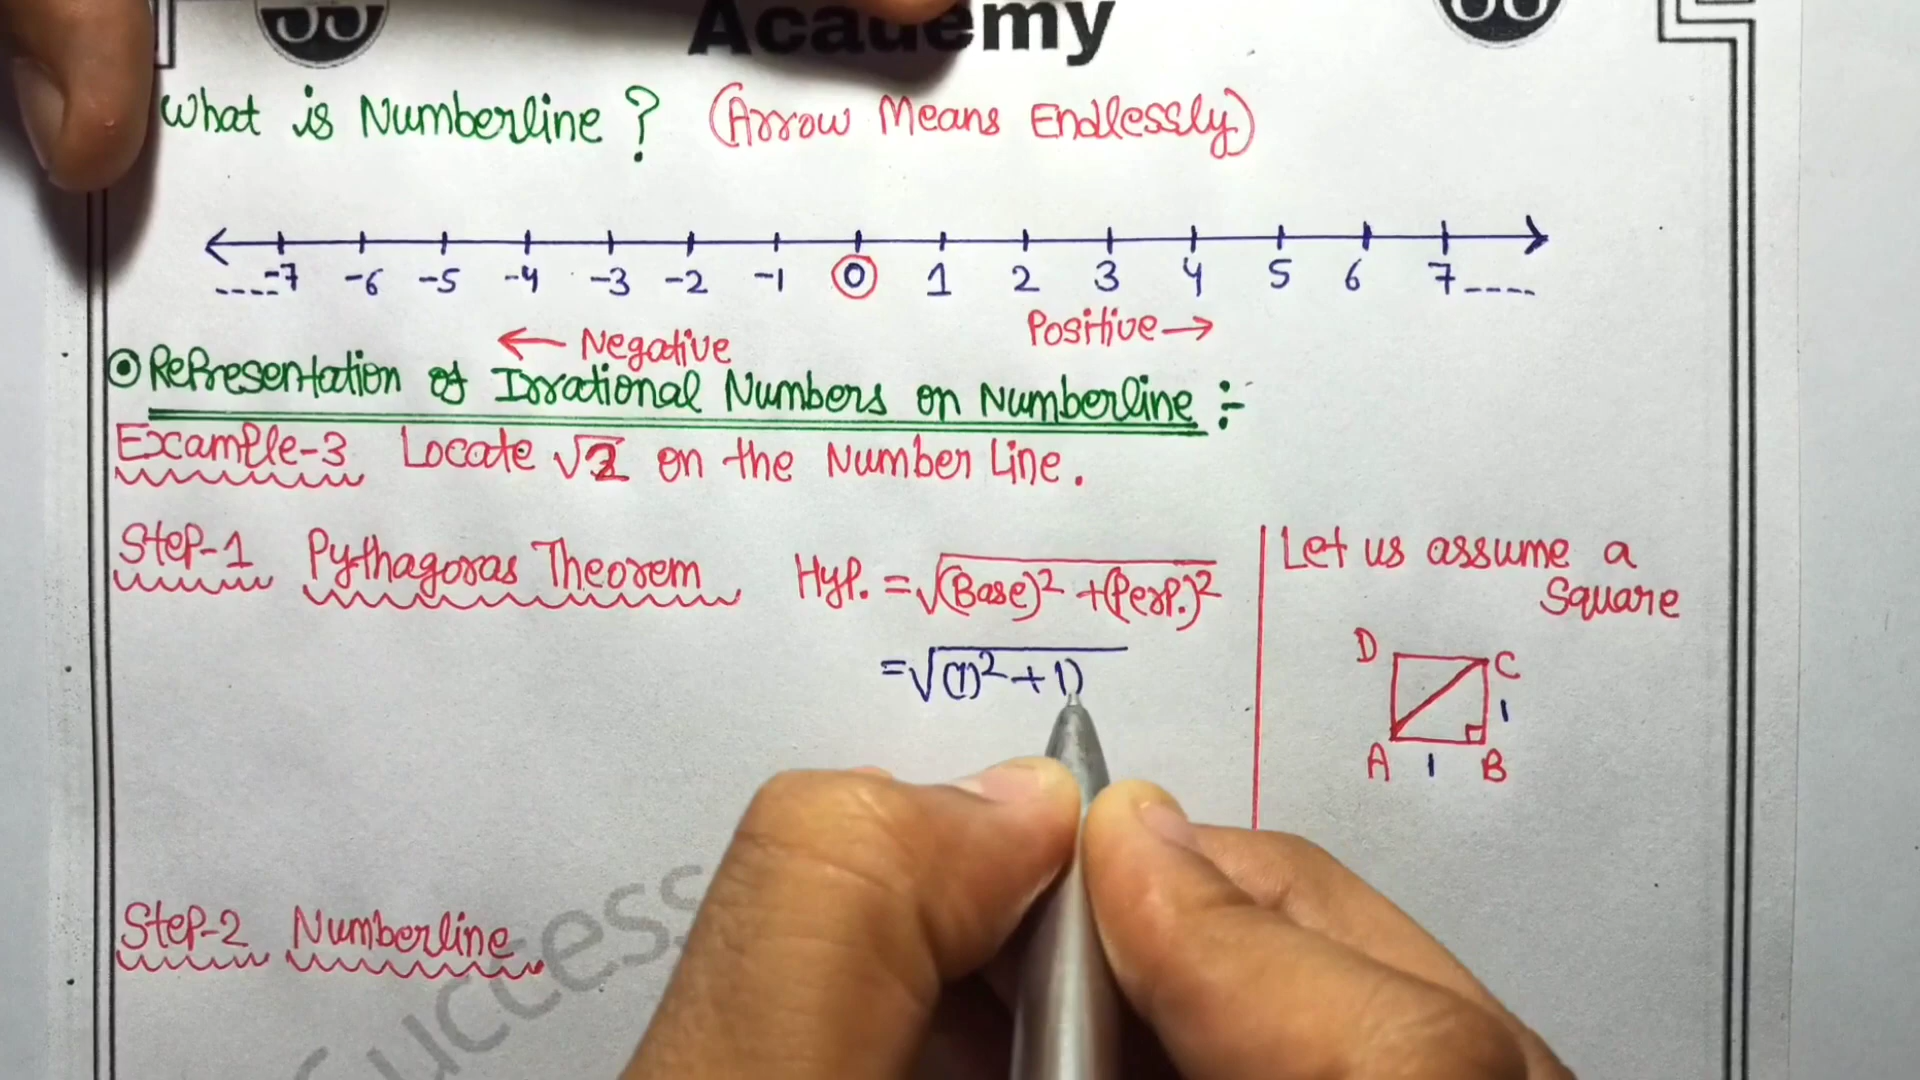 Academy
What is Numberline ? (Arrow Means Endlessly)
-----7 -6 -5 -4 -3 -2 -1 0 1 2 3 4 5 6 7 ----
← Negative Positive →
Representation of Irrational Numbers on Numberline :-
Example-3 Locate √2 on the Number Line.
Step-1 Pythagoras Theorem Hyp. = √(Base)² + (Perp.)²
= √(1)² + 1)
Let us assume a
Square
D C
1
A 1 B
Step-2 Numberline
Success